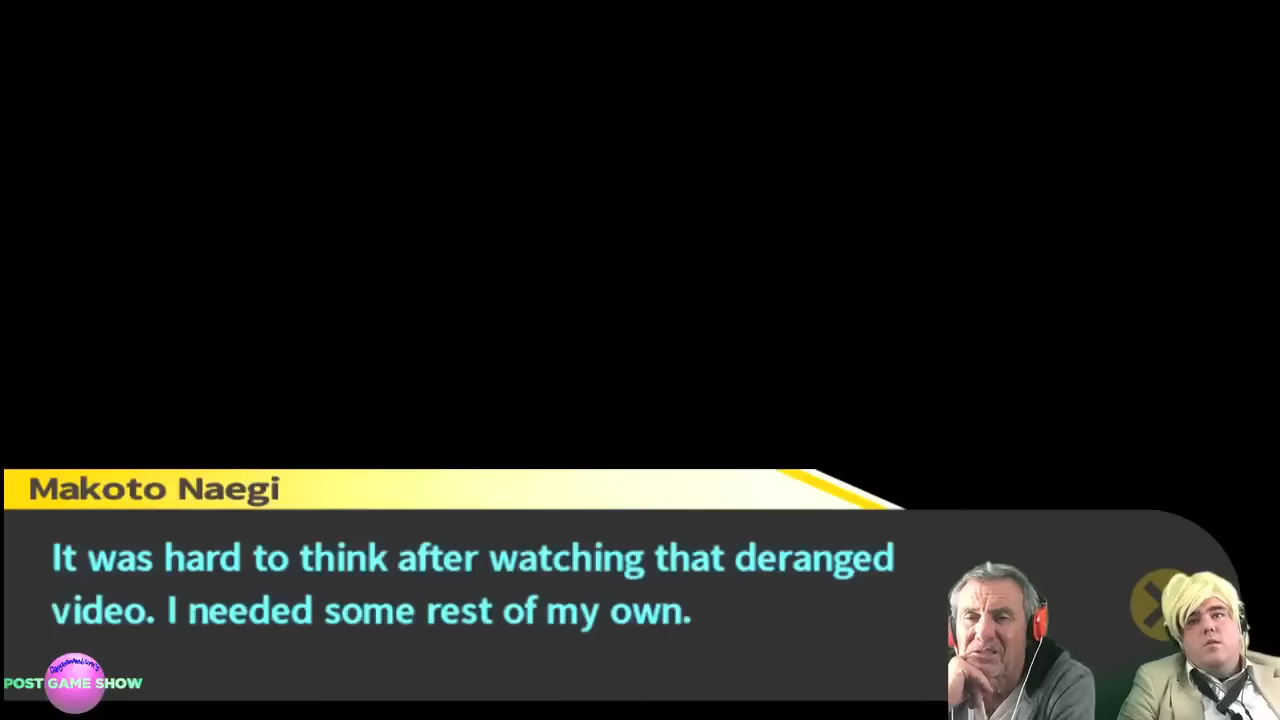 Makoto Naegi
It was hard to think after watching that deranged
video. I needed some rest of my own.
POST GAME SHOW